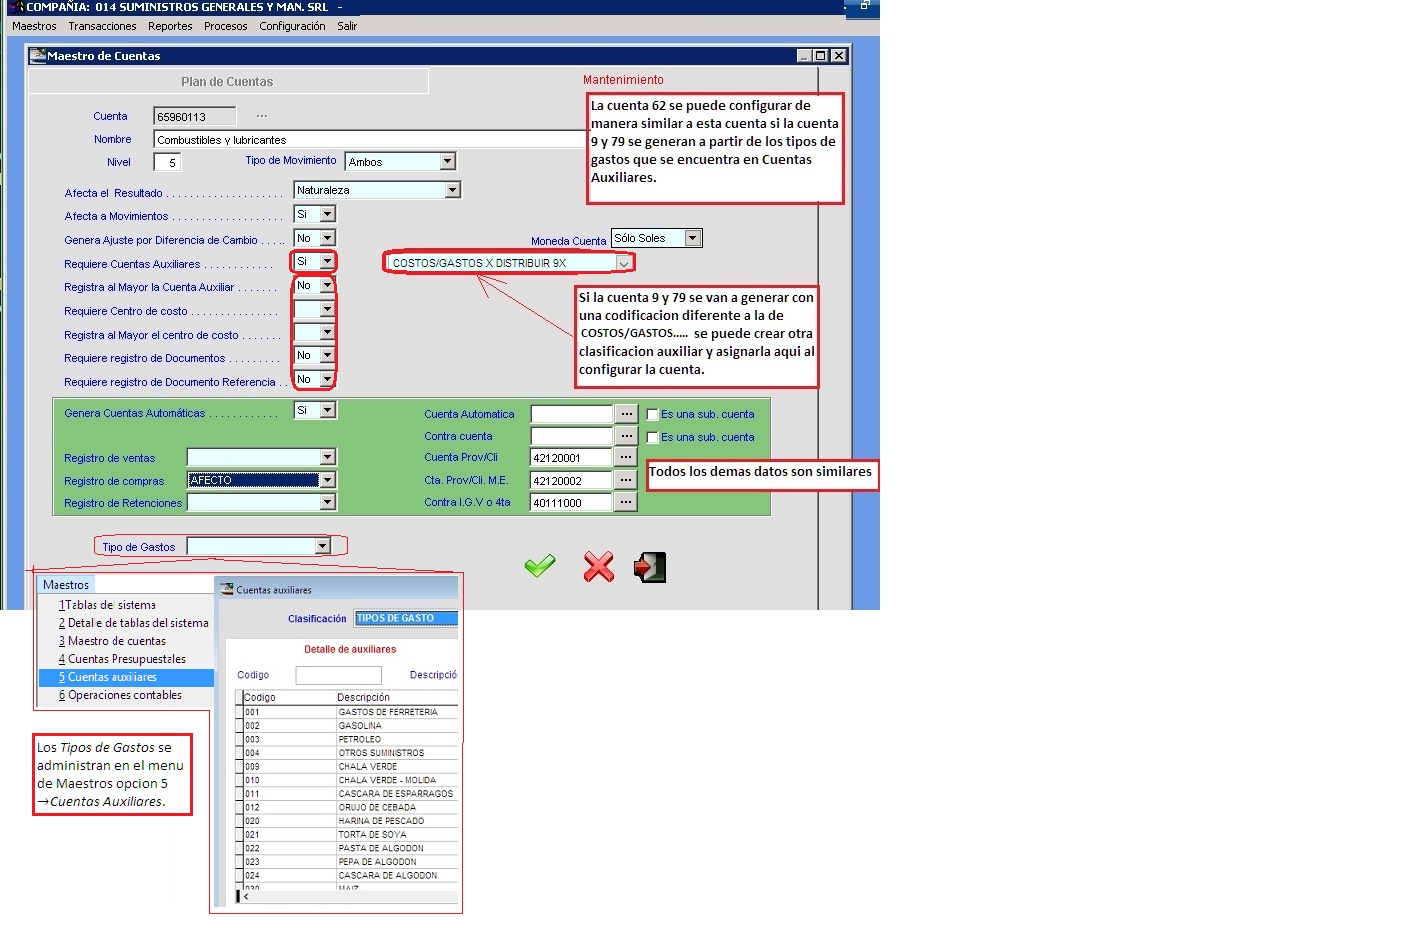 COMPAÑIA: 014 SUMINISTROS GENERALES Y MAN. SRL -
Maestros Transacciones Reportes Procesos Configuración Salir
Maestro de Cuentas
Plan de Cuentas
Mantenimiento
La cuenta 62 se puede configurar de
manera similar a esta cuenta si la cuenta
9 y 79 se generan a partir de los tipos de
gastos que se encuentra en Cuentas
Auxiliares.
Cuenta 65960113 ...
Nombre Combustibles y lubricantes
Nivel 5 Tipo de Movimiento Ambos
Afecta el Resultado . . . . . . . . . . . . . . . . . . . . Naturaleza
Afecta a Movimientos . . . . . . . . . . . . . . . . . . . Si
Genera Ajuste por Diferencia de Cambio . . . . .. No
Moneda Cuenta Sólo Soles
Requiere Cuentas Auxiliares . . . . . . . . . . . . Si COSTOS/GASTOS X DISTRIBUIR 9X
Registra al Mayor la Cuenta Auxiliar . . . . . . . No
Requiere Centro de costo . . . . . . . . . . . . . . . . .
Registra al Mayor el centro de costo . . . . . . .
Requiere registro de Documentos . . . . . . . . . No
Requiere registro de Documento Referencia . . No
Si la cuenta 9 y 79 se van a generar con
una codificacion diferente a la de
COSTOS/GASTOS..... se puede crear otra
clasificacion auxiliar y asignarla aqui al
configurar la cuenta.
Genera Cuentas Automáticas . . . . . . . . . . . . Si
Cuenta Automatica ... Es una sub. cuenta
Contra cuenta ... Es una sub. cuenta
Registro de ventas Cuenta Prov/Cli 42120001 ...
Registro de compras AFECTO Cta. Prov/Cli. M.E. 42120002 ...
Registro de Retenciones Contra I.G.V o 4ta 40111000 ...
Todos los demas datos son similares
Tipo de Gastos
Maestros
1Tablas del sistema
2 Detalle de tablas del sistema
3 Maestro de cuentas
4 Cuentas Presupuestales
5 Cuentas auxiliares
6 Operaciones contables
Cuentas auxiliares
Clasificación TIPOS DE GASTO
Detalle de auxiliares
Codigo Descripció
Codigo Descripción
001 GASTOS DE FERRETERIA
002 GASOLINA
003 PETROLEO
004 OTROS SUMINISTROS
009 CHALA VERDE
010 CHALA VERDE - MOLIDA
011 CASCARA DE ESPARRAGOS
012 ORUJO DE CEBADA
020 HARINA DE PESCADO
021 TORTA DE SOYA
022 PASTA DE ALGODON
023 PEPA DE ALGODON
024 CASCARA DE ALGODON
030 MAIZ
Los Tipos de Gastos se
administran en el menu
de Maestros opcion 5
→Cuentas Auxiliares.